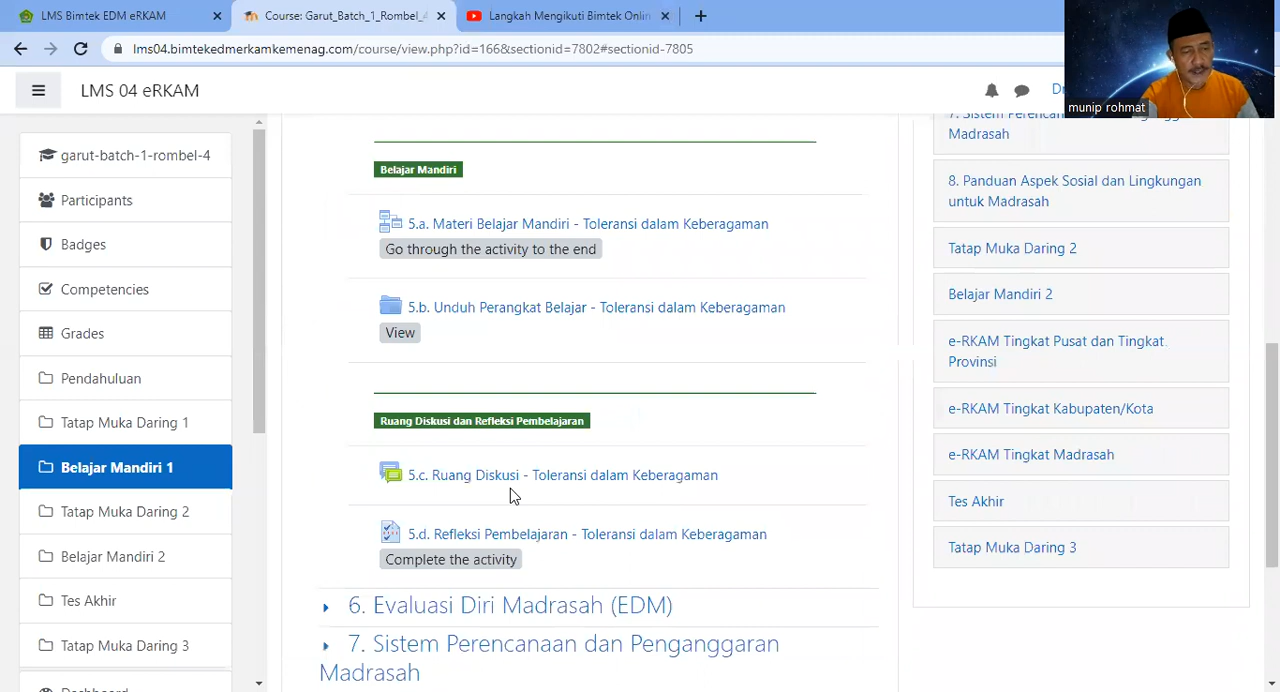 LMS Bimtek EDM eRKAM
Course: Garut_Batch_1_Rombel_4
Langkah Mengikuti Bimtek Onlin
lms04.bimtekedmerkamkemenag.com/course/view.php?id=166&sectionid=7802#sectionid-7805
LMS 04 eRKAM
munip rohmat
garut-batch-1-rombel-4
Participants
Badges
Competencies
Grades
Pendahuluan
Tatap Muka Daring 1
Belajar Mandiri 1
Tatap Muka Daring 2
Belajar Mandiri 2
Tes Akhir
Tatap Muka Daring 3
Belajar Mandiri
5.a. Materi Belajar Mandiri - Toleransi dalam Keberagaman
Go through the activity to the end
5.b. Unduh Perangkat Belajar - Toleransi dalam Keberagaman
View
Ruang Diskusi dan Refleksi Pembelajaran
5.c. Ruang Diskusi - Toleransi dalam Keberagaman
5.d. Refleksi Pembelajaran - Toleransi dalam Keberagaman
Complete the activity
6. Evaluasi Diri Madrasah (EDM)
7. Sistem Perencanaan dan Penganggaran
Madrasah
7. Sistem
Madrasah
8. Panduan Aspek Sosial dan Lingkungan
untuk Madrasah
Tatap Muka Daring 2
Belajar Mandiri 2
e-RKAM Tingkat Pusat dan Tingkat
Provinsi
e-RKAM Tingkat Kabupaten/Kota
e-RKAM Tingkat Madrasah
Tes Akhir
Tatap Muka Daring 3